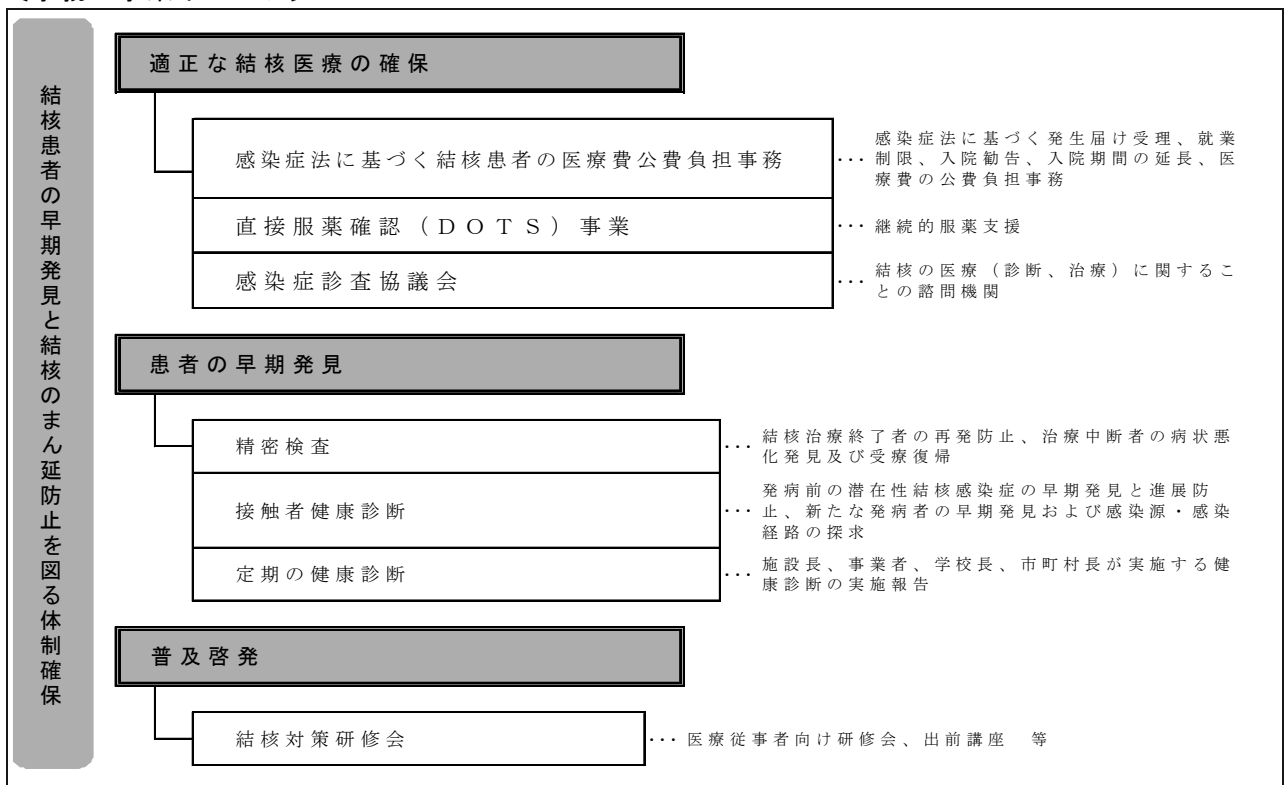 結核患者の早期発見と結核のまん延防止を図る体制確保
適正な結核医療の確保
感染症法に基づく結核患者の医療費公費負担事務
・・・
感染症法に基づく発生届け受理、就業
制限、入院勧告、入院期間の延長、医
療費の公費負担事務
直接服薬確認（DOTS）事業
・・・ 継続的服薬支援
感染症診査協議会
・・・
結核の医療（診断、治療）に関するこ
との諮問機関
患者の早期発見
精密検査
・・・
結核治療終了者の再発防止、治療中断者の病状悪
化発見及び受療復帰
接触者健康診断
・・・
発病前の潜在性結核感染症の早期発見と進展防
止、新たな発病者の早期発見および感染源・感染
経路の探求
定期の健康診断
・・・
施設長、事業者、学校長、市町村長が実施する健
康診断の実施報告
普及啓発
結核対策研修会
・・・ 医療従事者向け研修会、出前講座　等